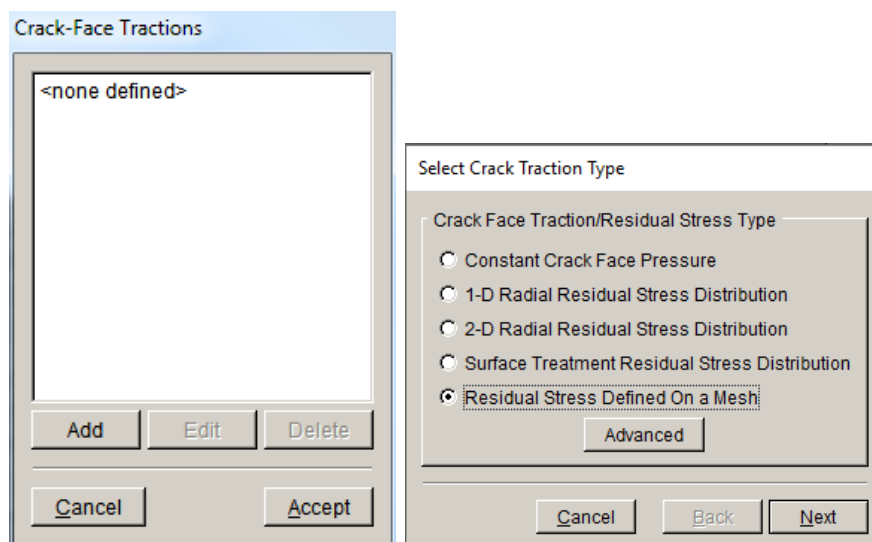 Crack-Face Tractions
<none defined>
Add
Edit
Delete
Cancel
Accept
Select Crack Traction Type
Crack Face Traction/Residual Stress Type
Constant Crack Face Pressure
1-D Radial Residual Stress Distribution
2-D Radial Residual Stress Distribution
Surface Treatment Residual Stress Distribution
Residual Stress Defined On a Mesh
Advanced
Cancel
Back
Next